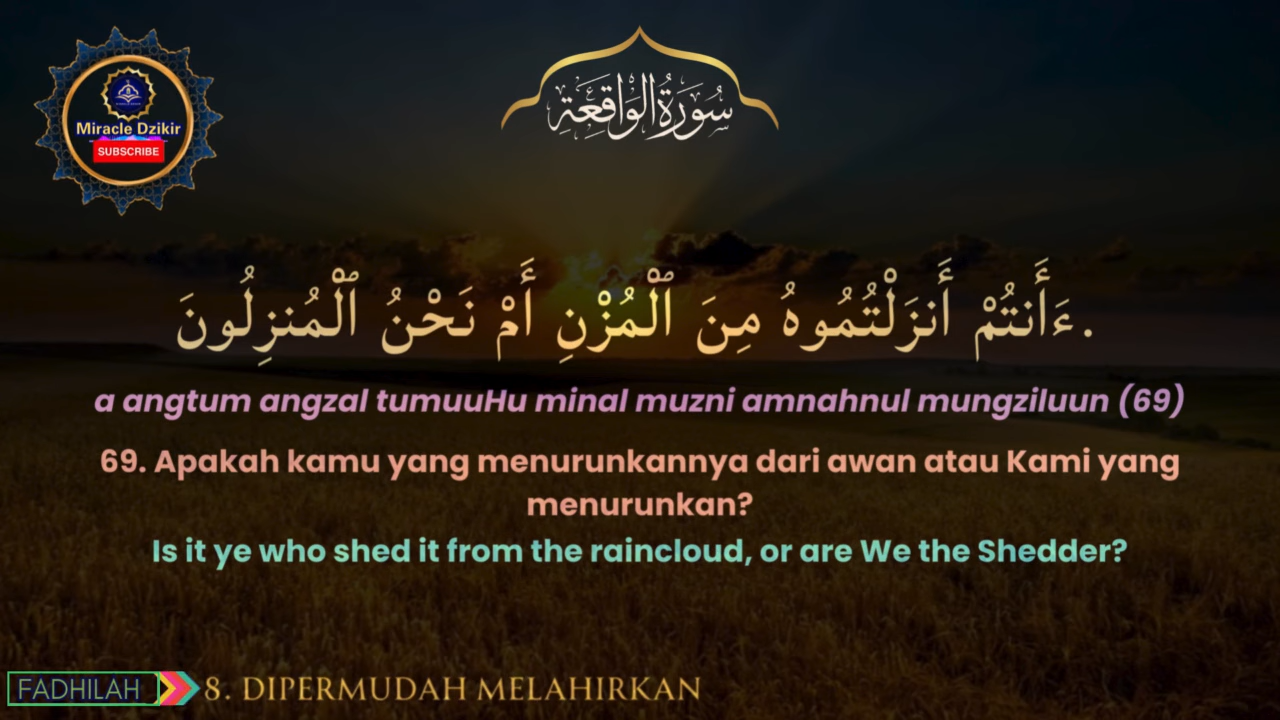 Miracle Dzikir
SUBSCRIBE
سُورَةُ الْوَاقِعَةِ
.ءَأَنتُمْ أَنزَلْتُمُوهُ مِنَ ٱلْمُزْنِ أَمْ نَحْنُ ٱلْمُنزِلُونَ
a angtum angzal tumuuHu minal muzni amnahnul mungziluun (69)
69. Apakah kamu yang menurunkannya dari awan atau Kami yang
menurunkan?
Is it ye who shed it from the raincloud, or are We the Shedder?
FADHILAH 8. DIPERMUDAH MELAHIRKAN